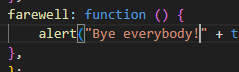 farewell: function () {
alert("Bye everybody!" + t
},